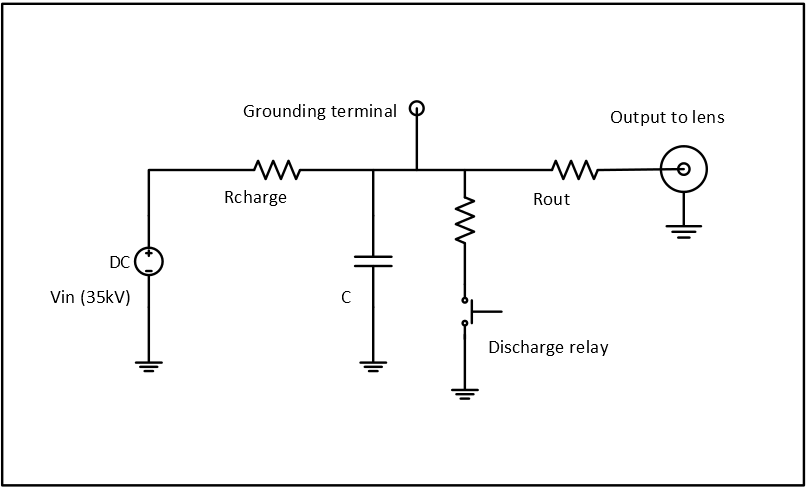 Grounding terminal
Output to lens
Rcharge
Rout
DC
Vin (35kV)
C
Discharge relay